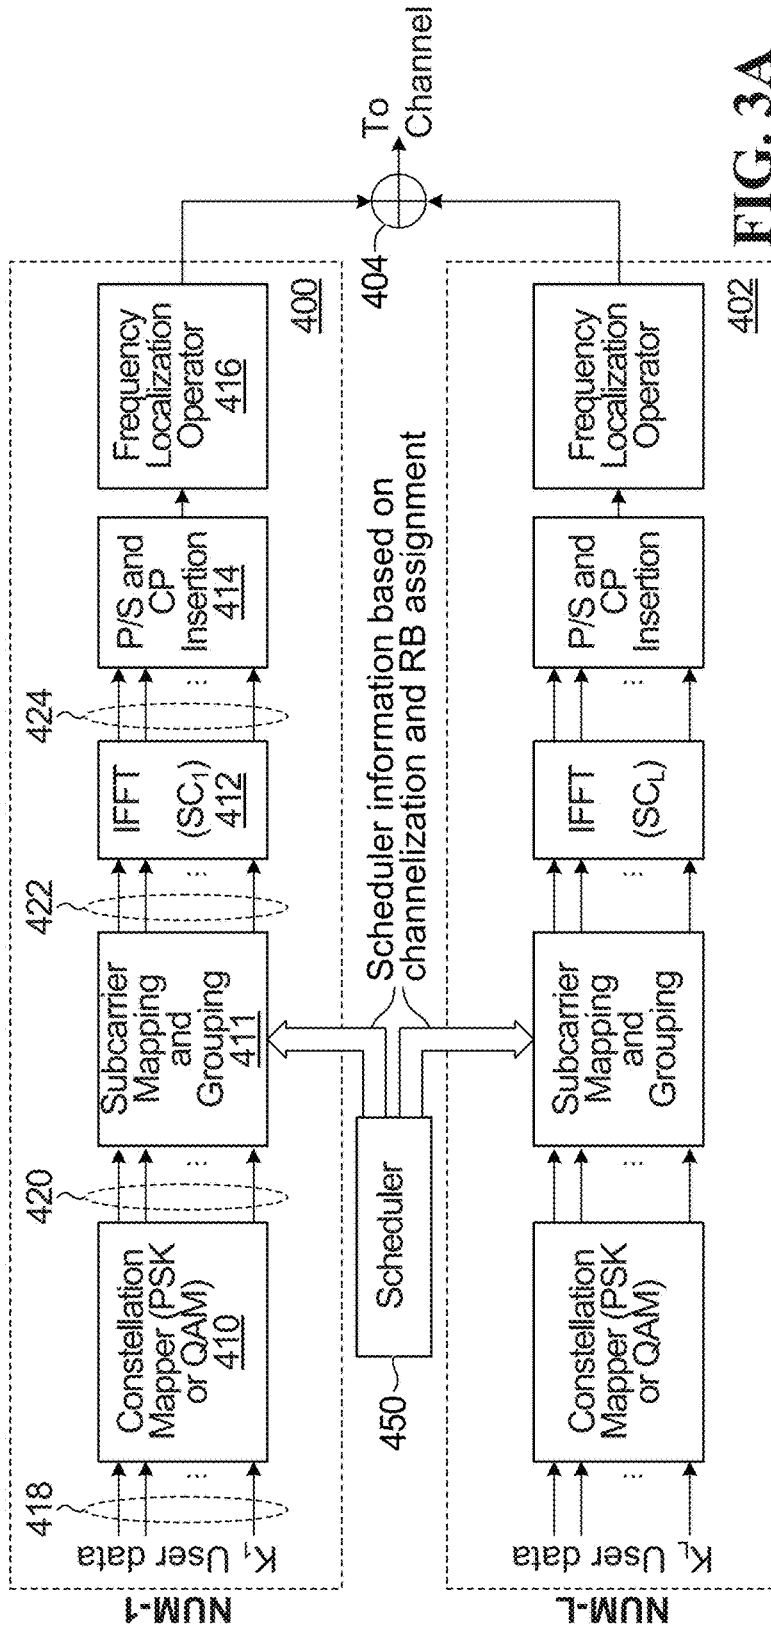 NUM-1
K1 User data
418
Constellation
Mapper (PSK
or QAM)
410
420
Subcarrier
Mapping
and
Grouping
411
422
IFFT
(SC1)
412
424
P/S and
CP
Insertion
414
Frequency
Localization
Operator
416
400
...
...
...
...
450
Scheduler
Scheduler information based on
channelization and RB assignment
404
To
Channel
NUM-L
KL User data
Constellation
Mapper (PSK
or QAM)
Subcarrier
Mapping
and
Grouping
IFFT
(SCL)
P/S and
CP
Insertion
Frequency
Localization
Operator
402
...
...
...
...
FIG. 3A